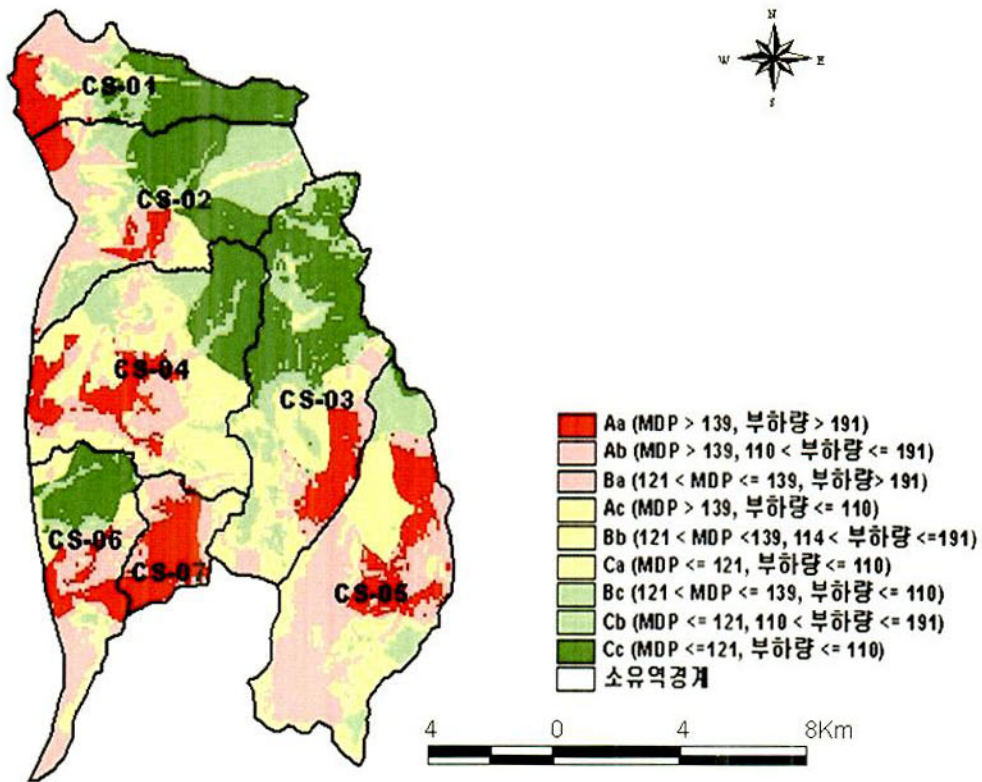 N
W E
S
CS-01
CS-02
CS-04
CS-03
CS-06
CS-07
CS-05
Aa (MDP > 139, 부하량 > 191)
Ab (MDP > 139, 110 < 부하량 <= 191)
Ba (121 < MDP <= 139, 부하량> 191)
Ac (MDP > 139, 부하량 <= 110)
Bb (121 < MDP <139, 114 < 부하량 <=191)
Ca (MDP <= 121, 부하량 <= 110)
Bc (121 < MDP <= 139, 부하량 <= 110)
Cb (MDP <= 121, 110 < 부하량 <= 191)
Cc (MDP <=121, 부하량 <= 110)
소유역경계
4 0 4 8Km